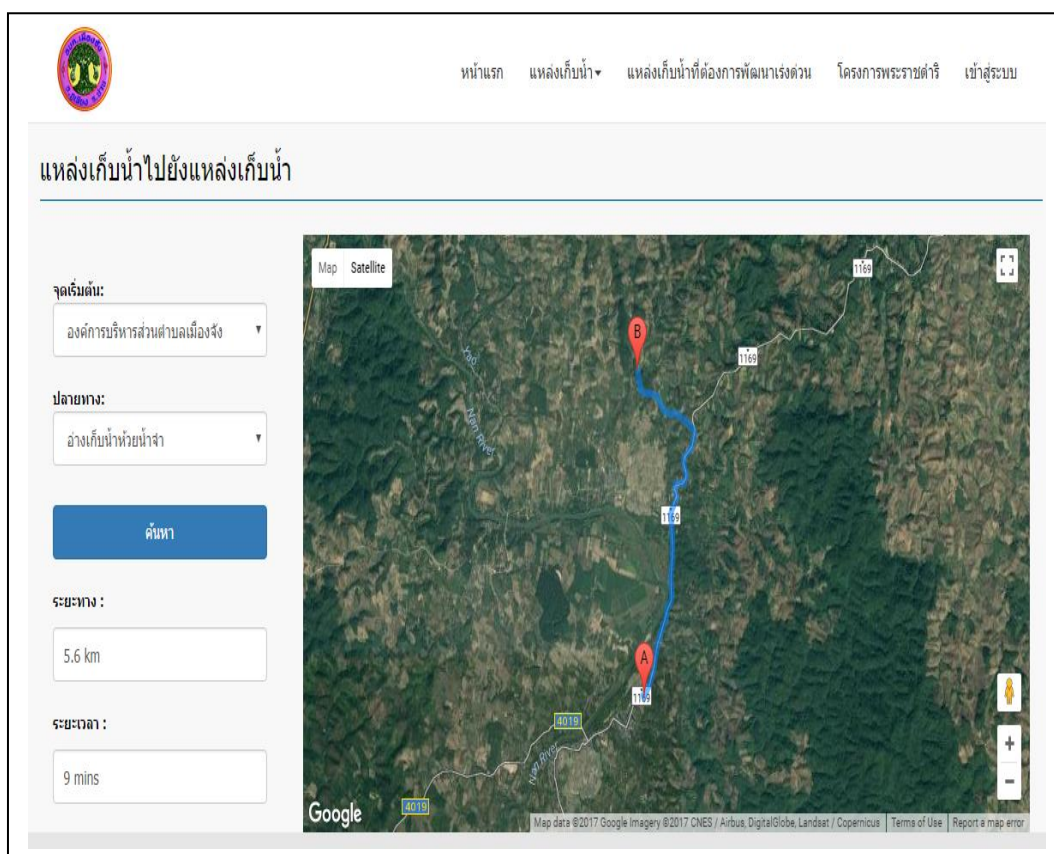 หน้าแรก แหล่งเก็บน้ำ▾ แหล่งเก็บน้ำที่ต้องการพัฒนาเร่งด่วน โครงการพระราชดำริ เข้าสู่ระบบ
แหล่งเก็บน้ำไปยังแหล่งเก็บน้ำ
จุดเริ่มต้น:
องค์การบริหารส่วนตำบลเมืองจัง
ปลายทาง:
อ่างเก็บน้ำห้วยน้ำจำ
ค้นหา
ระยะทาง :
5.6 km
ระยะเวลา :
9 mins
Map Satellite
1169
B
1169
Yao
Nan River
1169
A
1169
4019
Nan River
4019
Google
Map data ©2017 Google Imagery ©2017 CNES / Airbus, DigitalGlobe, Landsat / Copernicus Terms of Use Report a map error